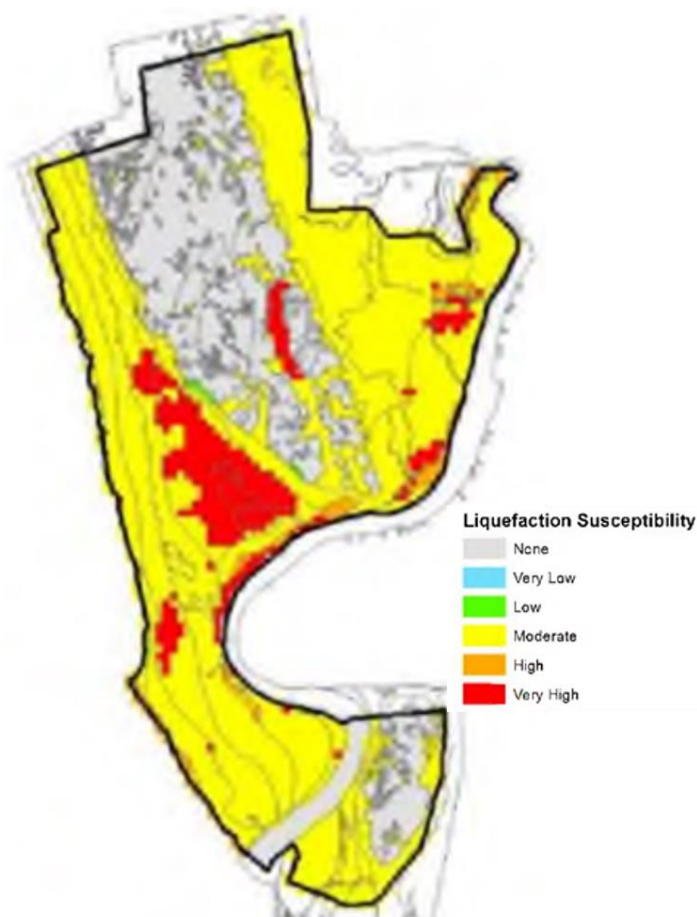 Liquefaction Susceptibility
None
Very Low
Low
Moderate
High
Very High